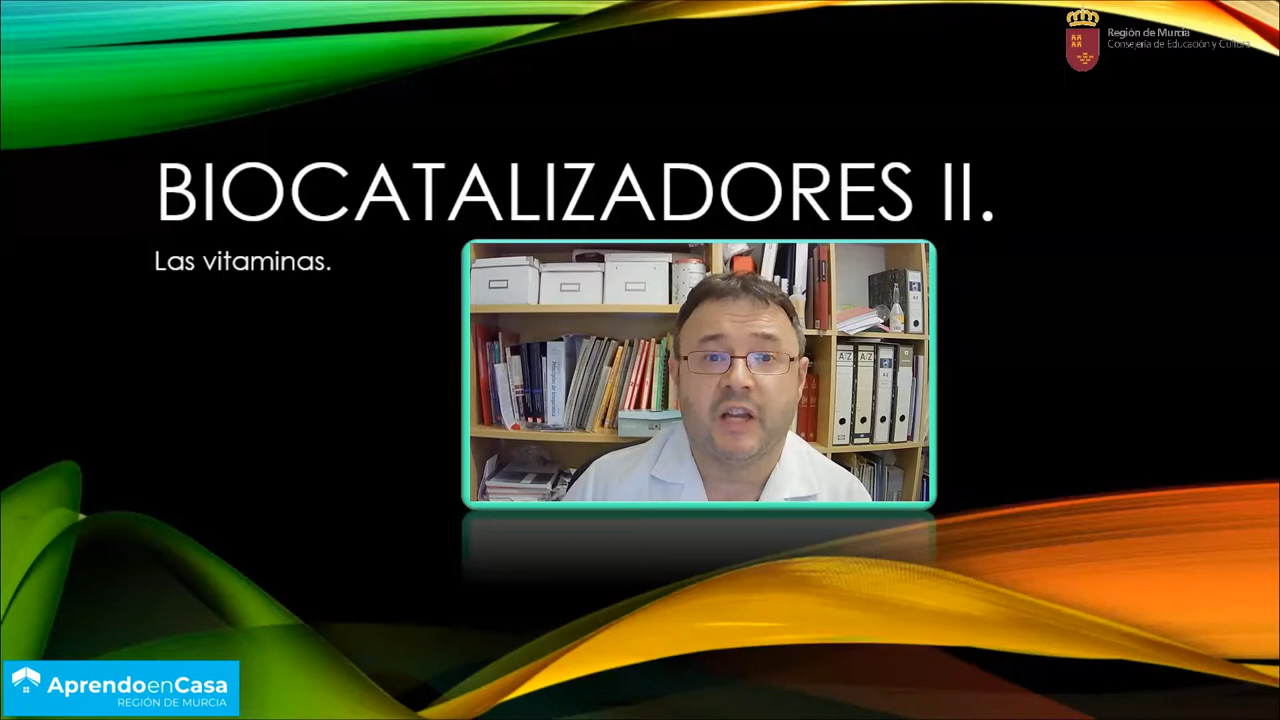 Región de Murcia
Consejería de Educación y Cultura
BIOCATALIZADORES II.
Las vitaminas.
A/Z
A/Z
AprendoenCasa
REGIÓN DE MURCIA